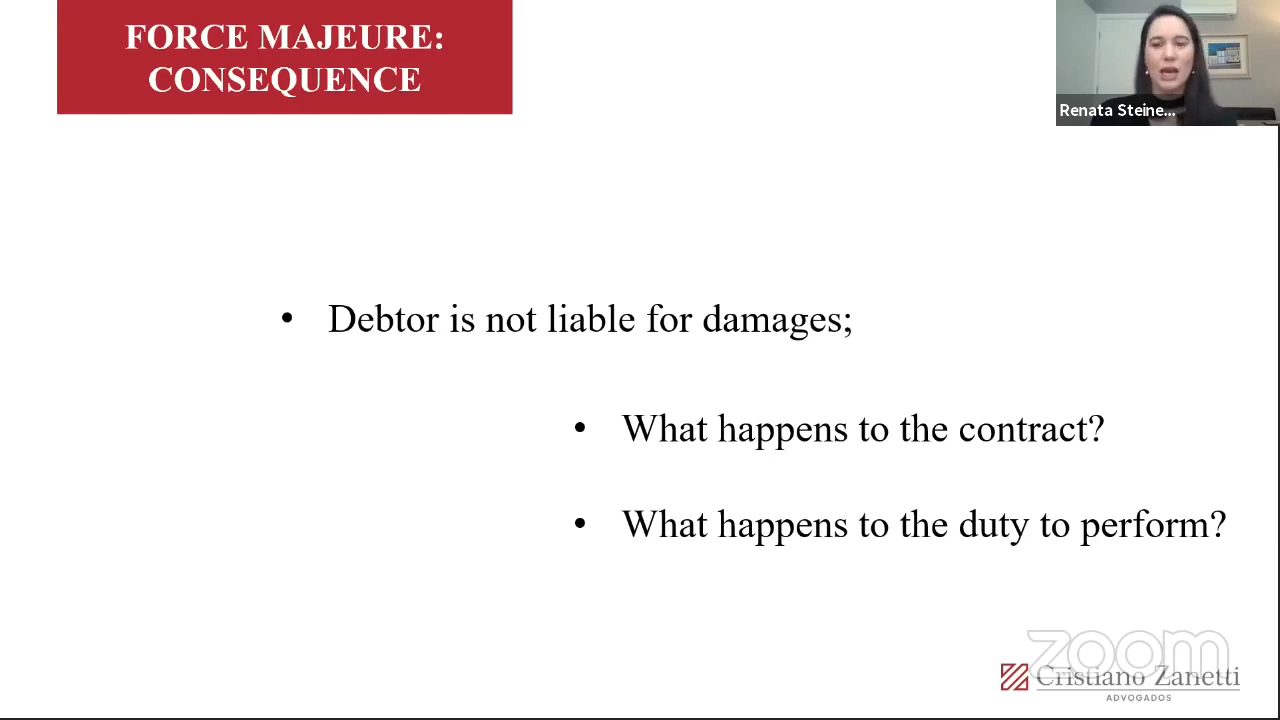 FORCE MAJEURE:
CONSEQUENCE
Renata Steine...
• Debtor is not liable for damages;
• What happens to the contract?
• What happens to the duty to perform?
zoom
Cristiano Zanetti
ADVOGADOS